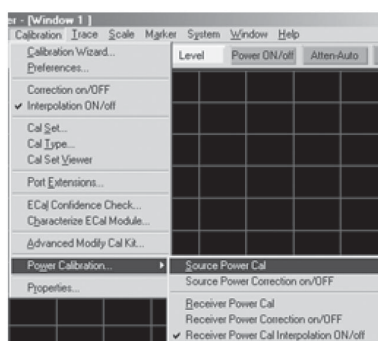 er - [Window 1 ]
Calibration Trace Scale Marker System Window Help
Calibration Wizard...
Preferences...
Correction on/OFF
✓ Interpolation ON/off
Cal Set...
Cal Type...
Cal Set Viewer
Port Extensions...
ECal Confidence Check...
Characterize ECal Module...
Advanced Modify Cal Kit...
Power Calibration...
Properties...
Level Power ON/off Atten-Auto
Source Power Cal
Source Power Correction on/OFF
Receiver Power Cal
Receiver Power Correction on/OFF
✓ Receiver Power Cal Interpolation ON/off